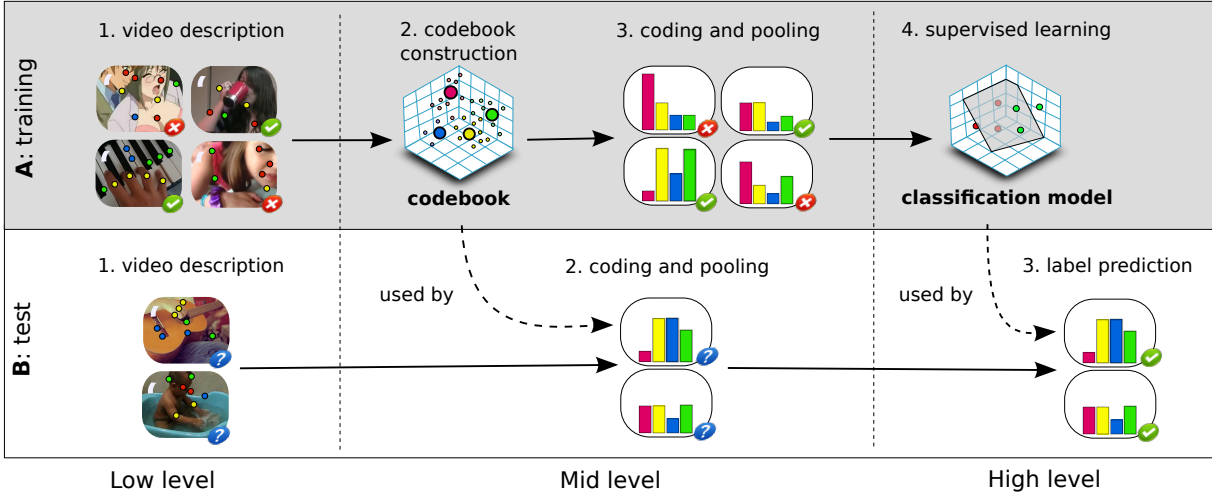 A: training
1. video description
2. codebook
construction
3. coding and pooling
4. supervised learning
codebook
classification model
B: test
1. video description
used by
2. coding and pooling
used by
3. label prediction
?
?
?
?
Low level
Mid level
High level